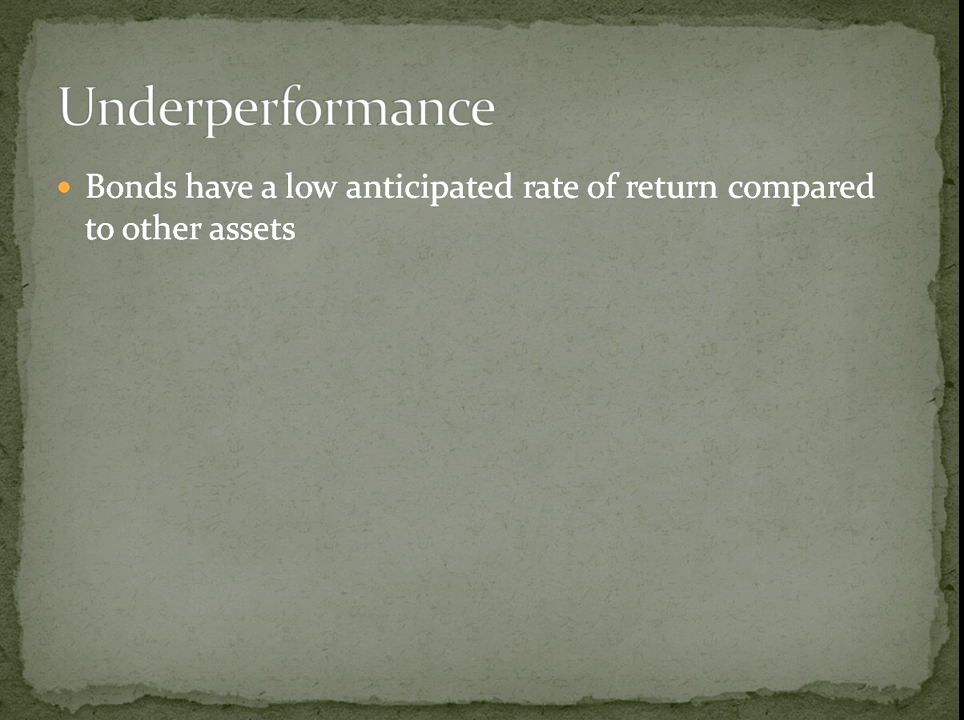 Underperformance
Bonds have a low anticipated rate of return compared
to other assets